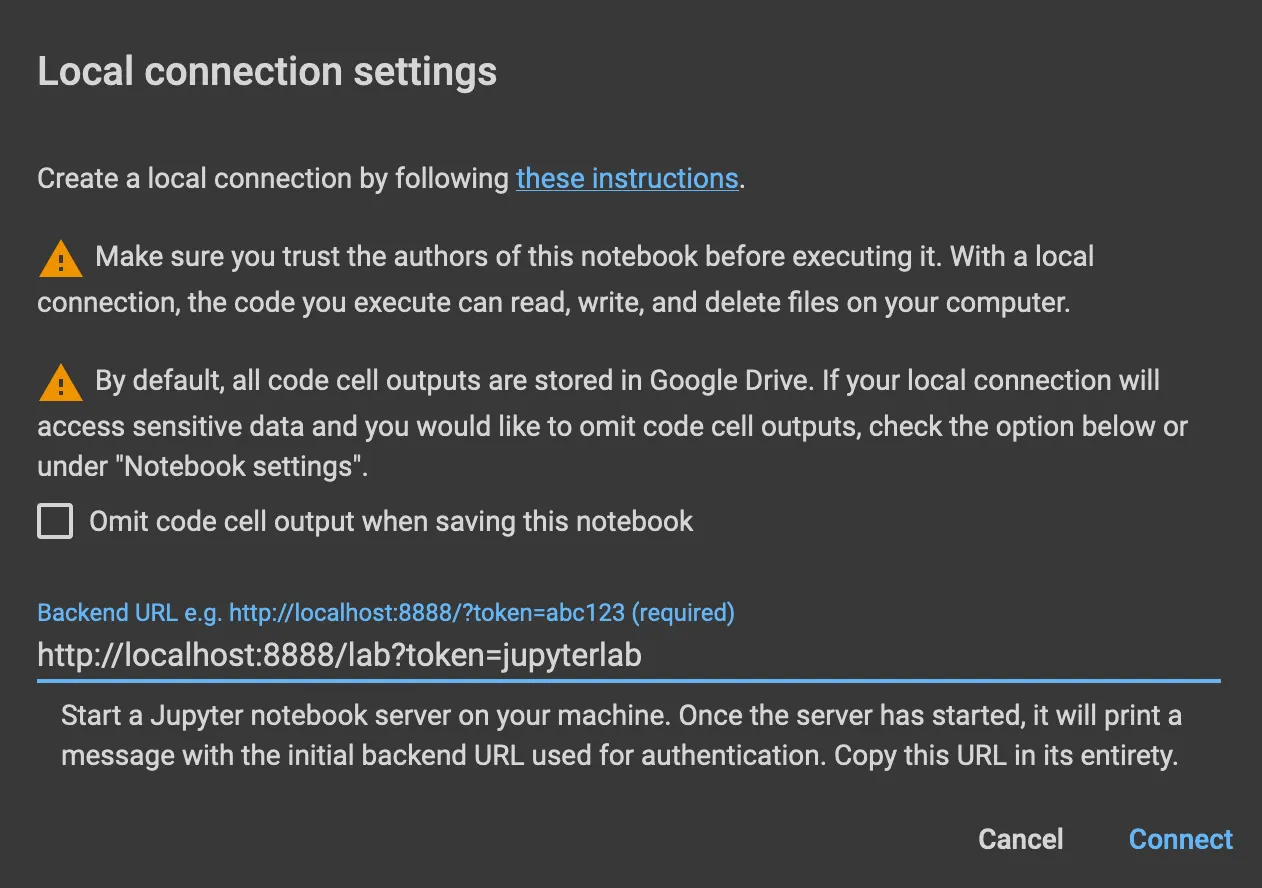 Local connection settings
Create a local connection by following these instructions.
Make sure you trust the authors of this notebook before executing it. With a local
connection, the code you execute can read, write, and delete files on your computer.
By default, all code cell outputs are stored in Google Drive. If your local connection will
access sensitive data and you would like to omit code cell outputs, check the option below or
under "Notebook settings".
Omit code cell output when saving this notebook
Backend URL e.g. http://localhost:8888/?token=abc123 (required)
http://localhost:8888/lab?token=jupyterlab
Start a Jupyter notebook server on your machine. Once the server has started, it will print a
message with the initial backend URL used for authentication. Copy this URL in its entirety.
Cancel Connect